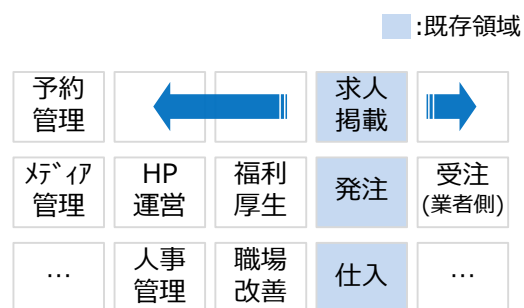 :既存領域
予約
管理
求人
掲載
ﾒﾃﾞｨｱ
管理
HP
運営
福利
厚生
発注
受注
(業者側)
…
人事
管理
職場
改善
仕入
…